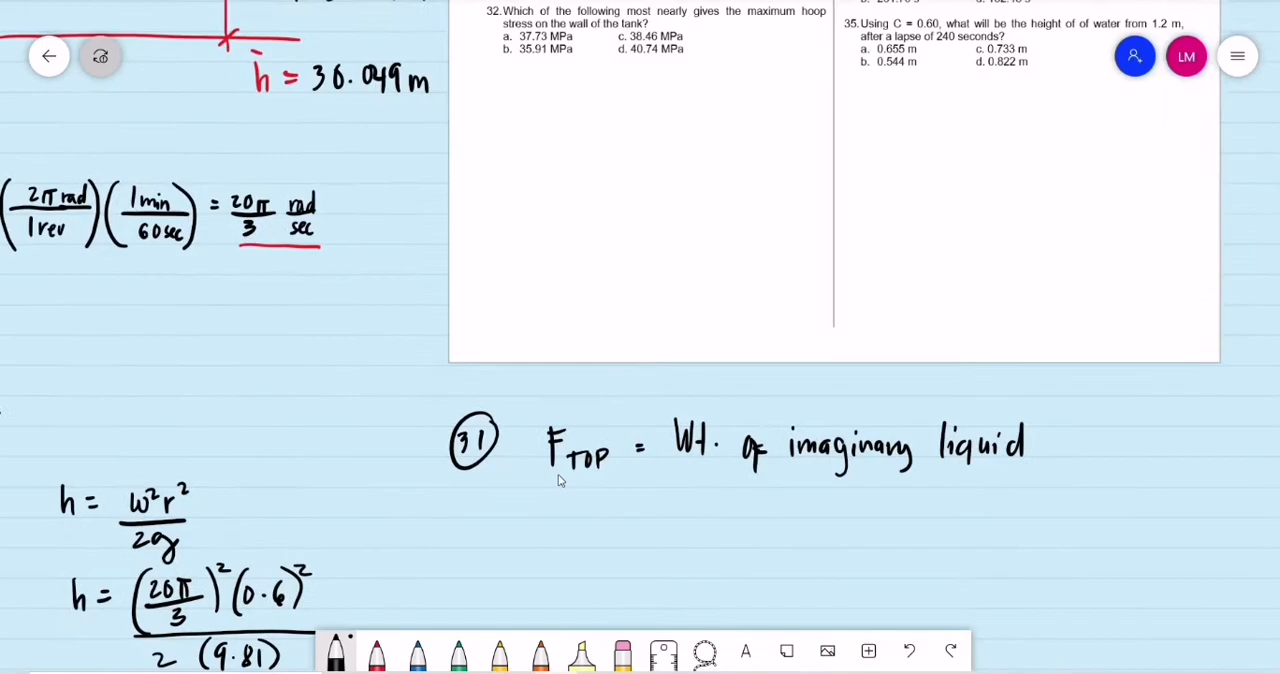 32. Which of the following most nearly gives the maximum hoop
stress on the wall of the tank?
a. 37.73 MPa c. 38.46 MPa
b. 35.91 MPa d. 40.74 MPa
35. Using C = 0.60, what will be the height of of water from 1.2 m,
after a lapse of 240 seconds?
a. 0.655 m c. 0.733 m
b. 0.544 m d. 0.822 m
LM
h = 36.049 m
(2π rad / 1 rev) (1 min / 60 sec) = 20π/3 rad/sec
31 F_TOP = Wt. of imaginary liquid
h = ω²r² / 2g
h = (20π/3)² (0.6)² / 2 (9.81)
A